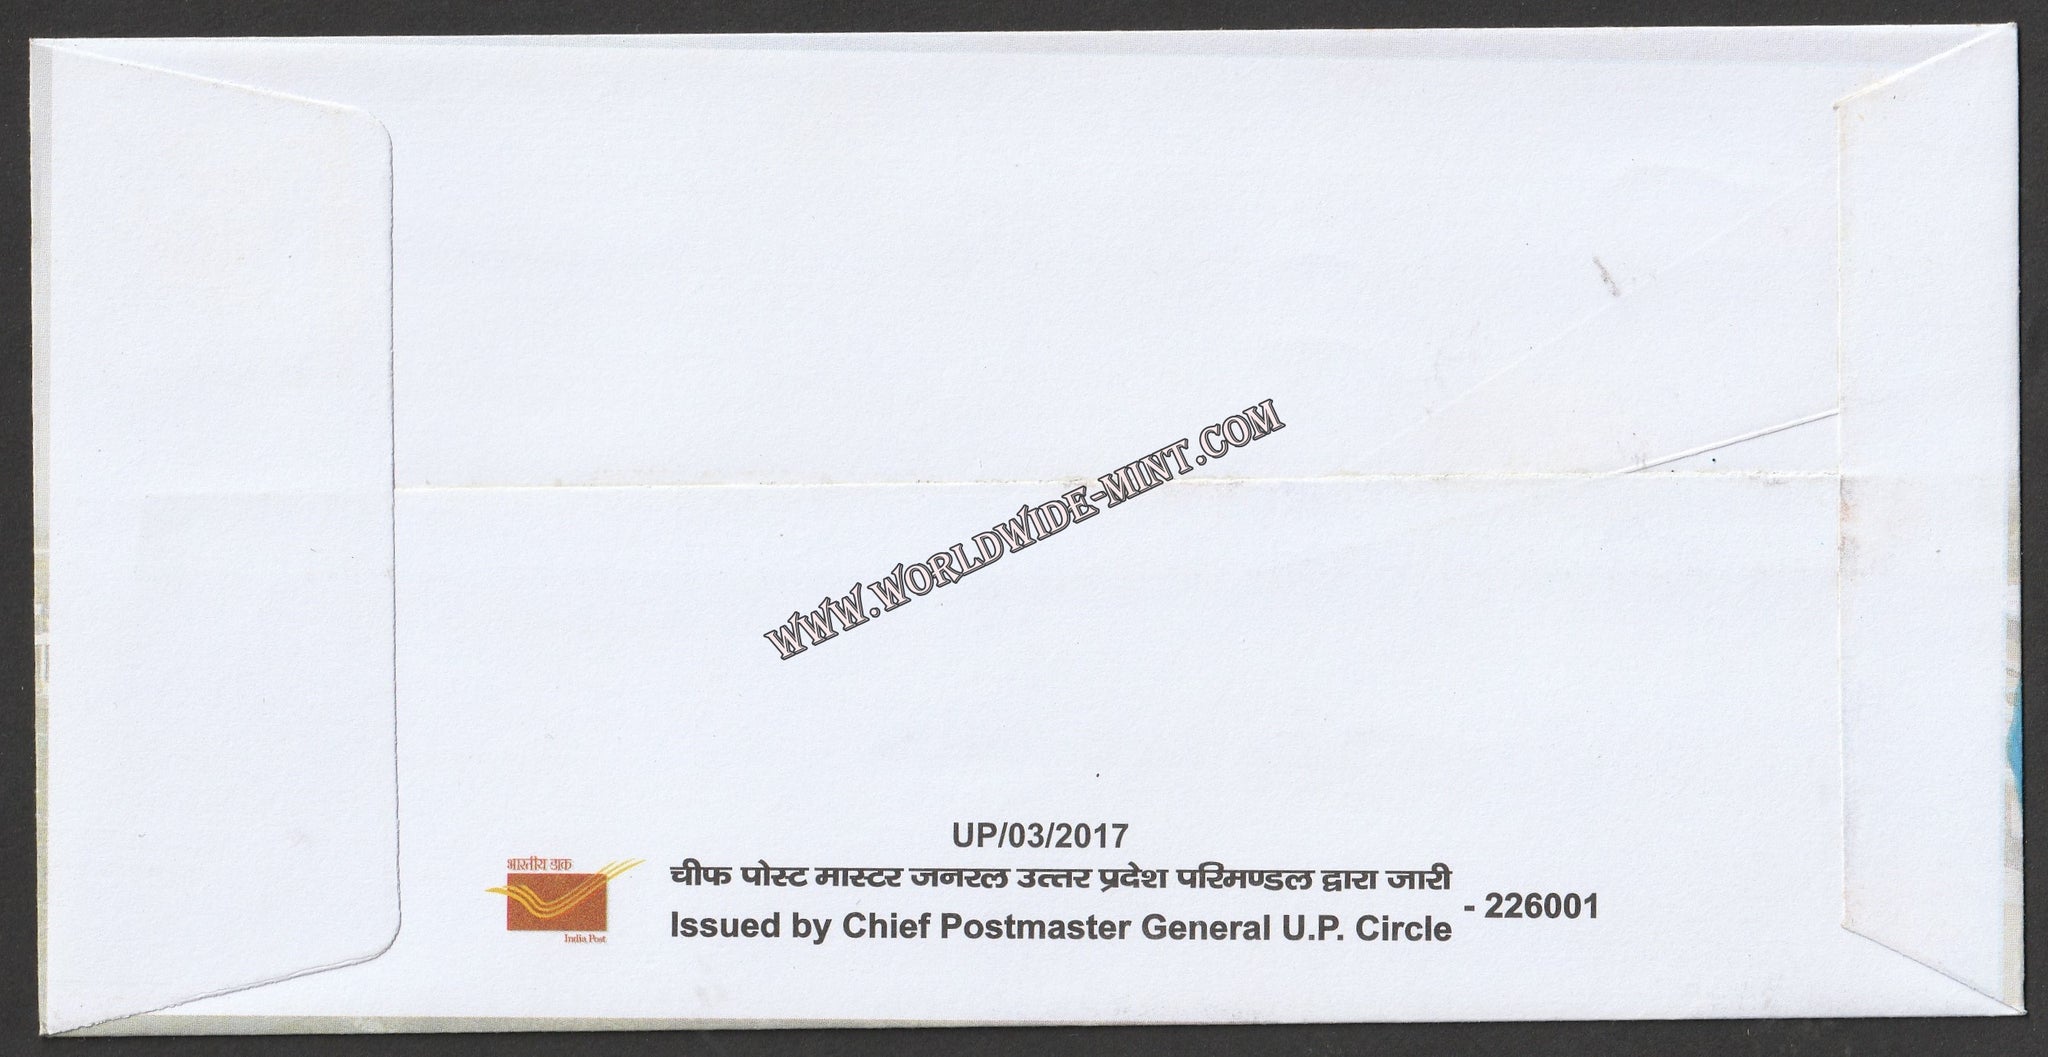 WWW.WORLDWIDE-MINT.COM
UP/03/2017
भारतीय डाक
चीफ पोस्ट मास्टर जनरल उत्तर प्रदेश परिमण्डल द्वारा जारी
- 226001
Issued by Chief Postmaster General U.P. Circle
India Post